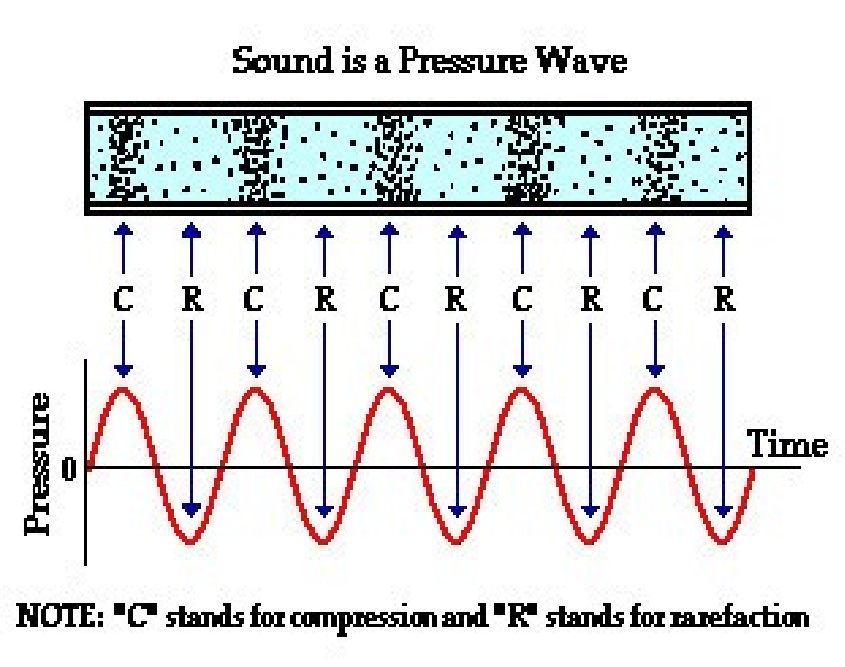 Sound is a Pressure Wave
C R C R C R C R C R
Pressure
0
Time
NOTE: "C" stands for compression and "R" stands for rarefaction